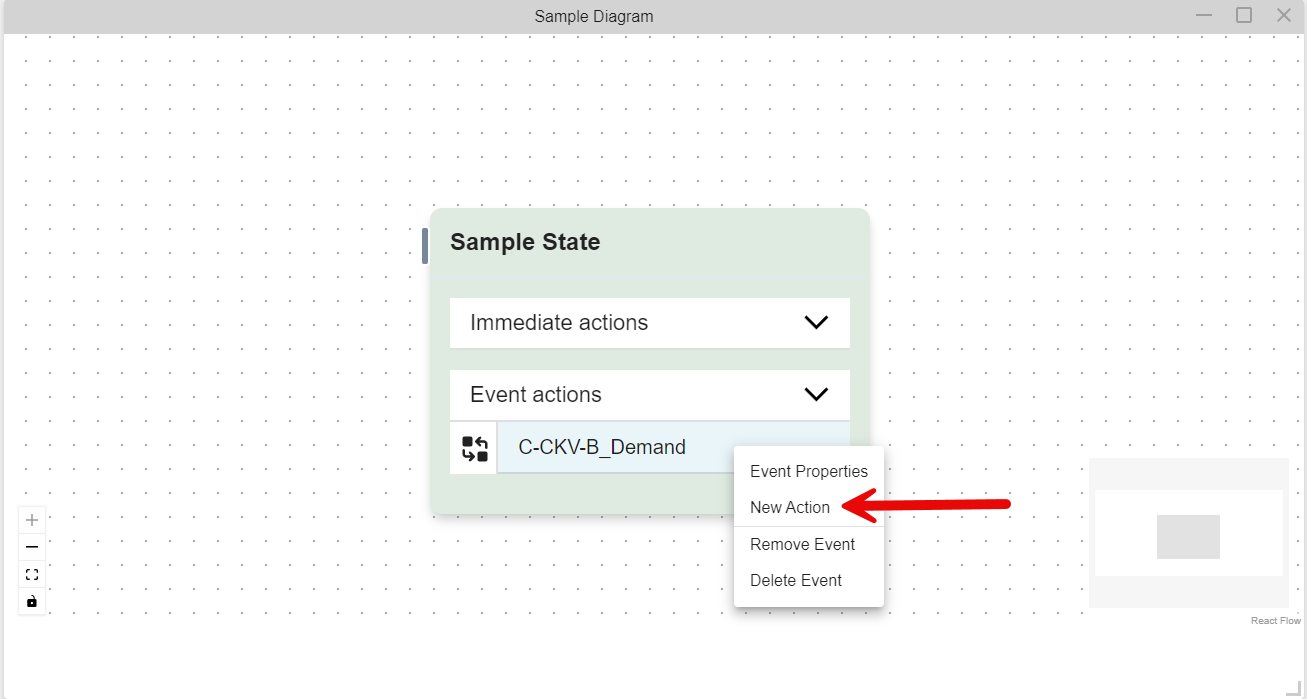 Sample Diagram
Sample State
Immediate actions
Event actions
C-CKV-B_Demand
Event Properties
New Action
Remove Event
Delete Event
React Flow